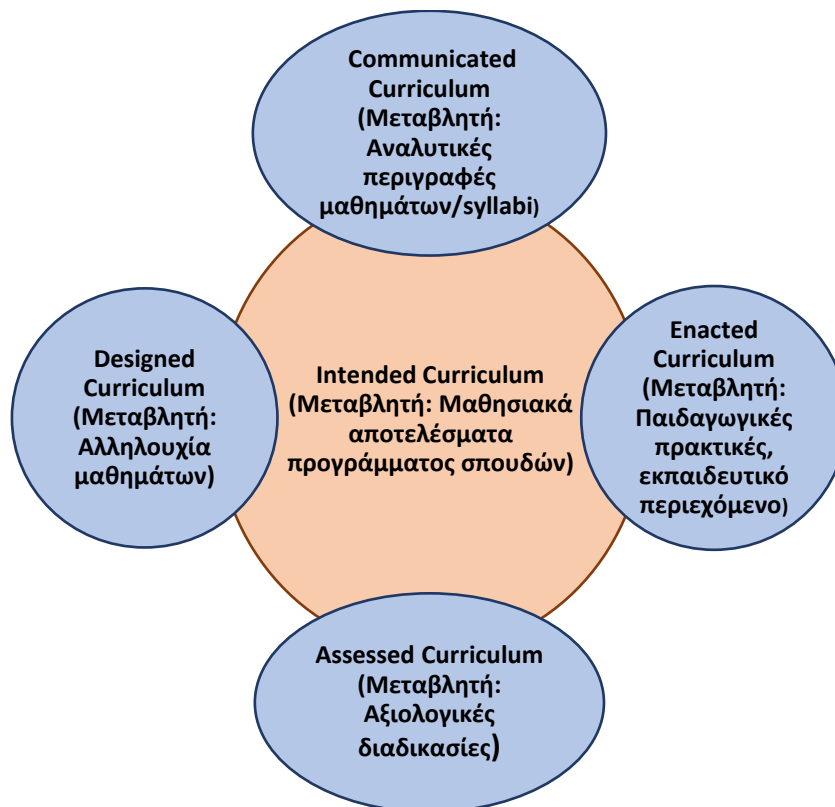 Communicated
Curriculum
(Μεταβλητή:
Αναλυτικές
περιγραφές
μαθημάτων/syllabi)
Designed
Curriculum
(Μεταβλητή:
Αλληλουχία
μαθημάτων)
Intended Curriculum
(Μεταβλητή: Μαθησιακά
αποτελέσματα
προγράμματος σπουδών)
Enacted
Curriculum
(Μεταβλητή:
Παιδαγωγικές
πρακτικές,
εκπαιδευτικό
περιεχόμενο)
Assessed Curriculum
(Μεταβλητή:
Αξιολογικές
διαδικασίες)